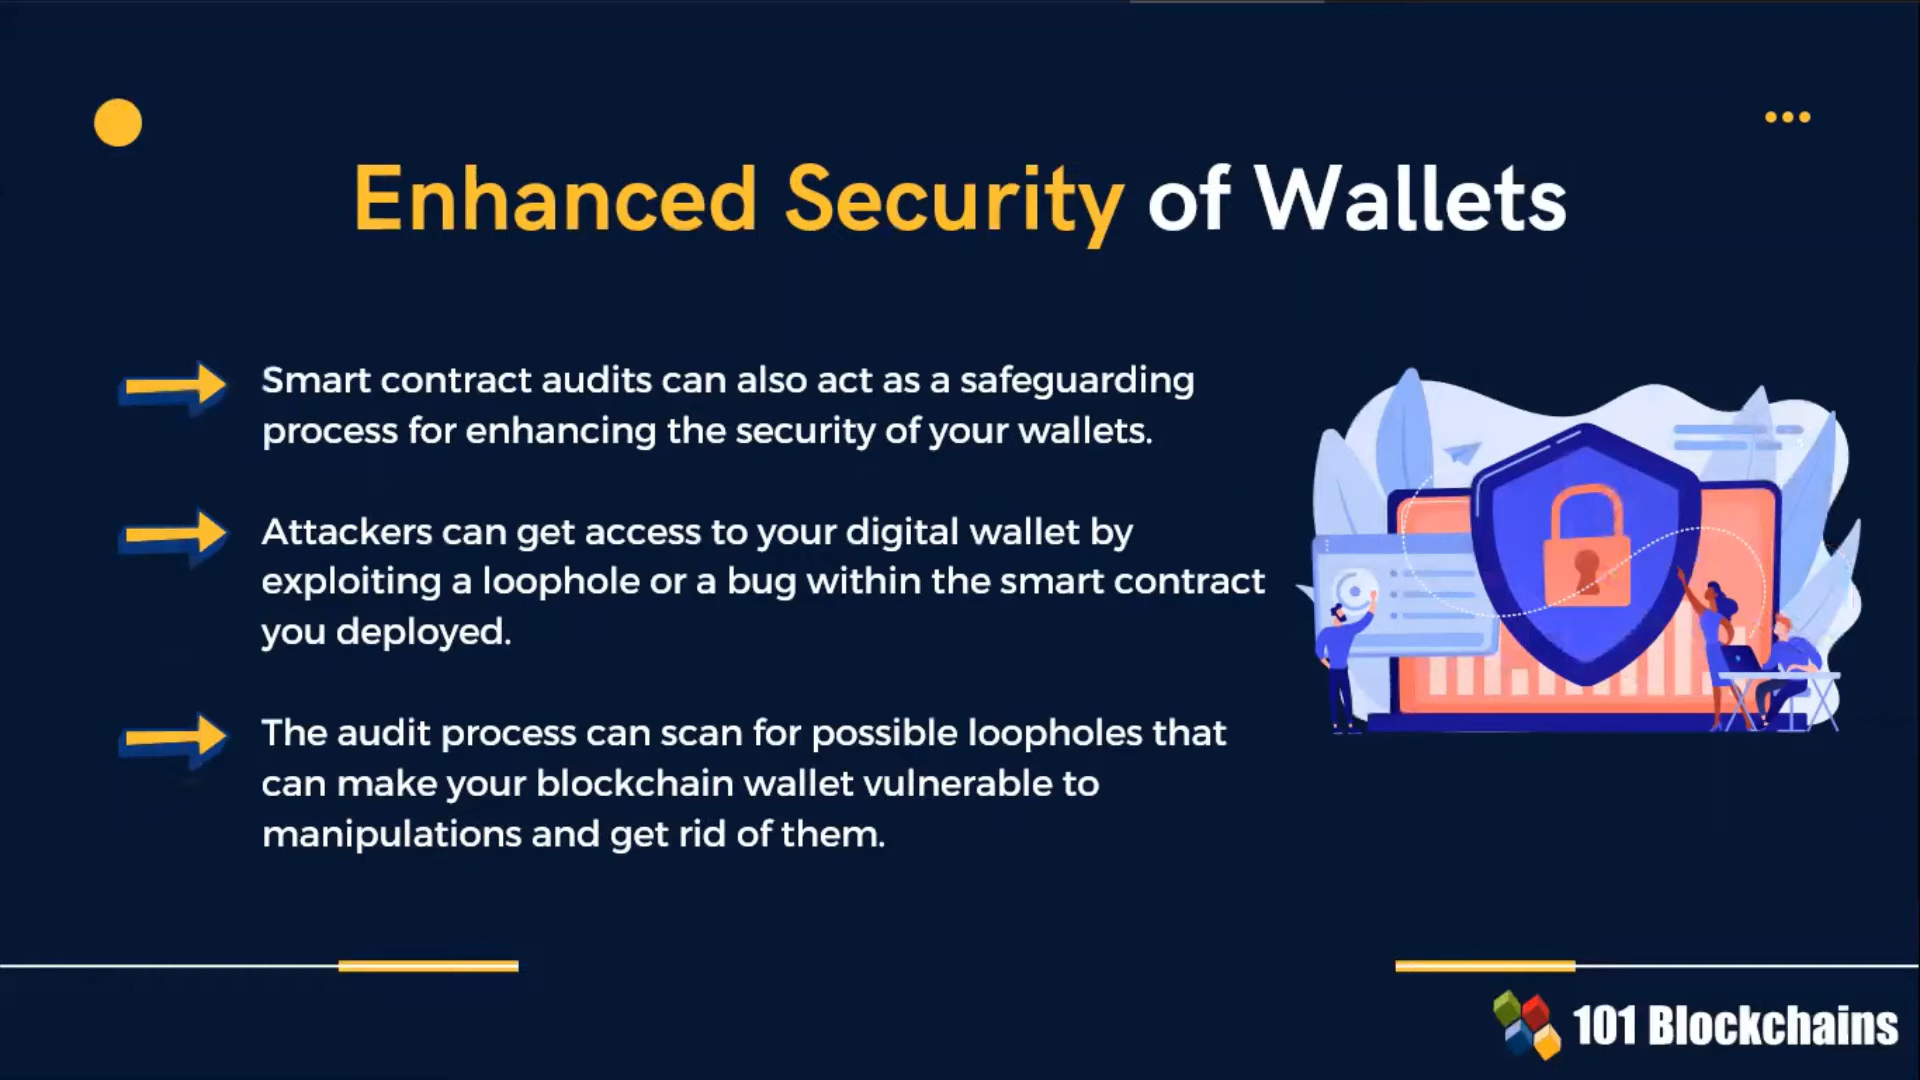 Enhanced Security of Wallets
Smart contract audits can also act as a safeguarding
process for enhancing the security of your wallets.
Attackers can get access to your digital wallet by
exploiting a loophole or a bug within the smart contract
you deployed.
The audit process can scan for possible loopholes that
can make your blockchain wallet vulnerable to
manipulations and get rid of them.
101 Blockchains